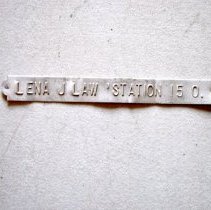 LENA J LAW STATION 15 O.